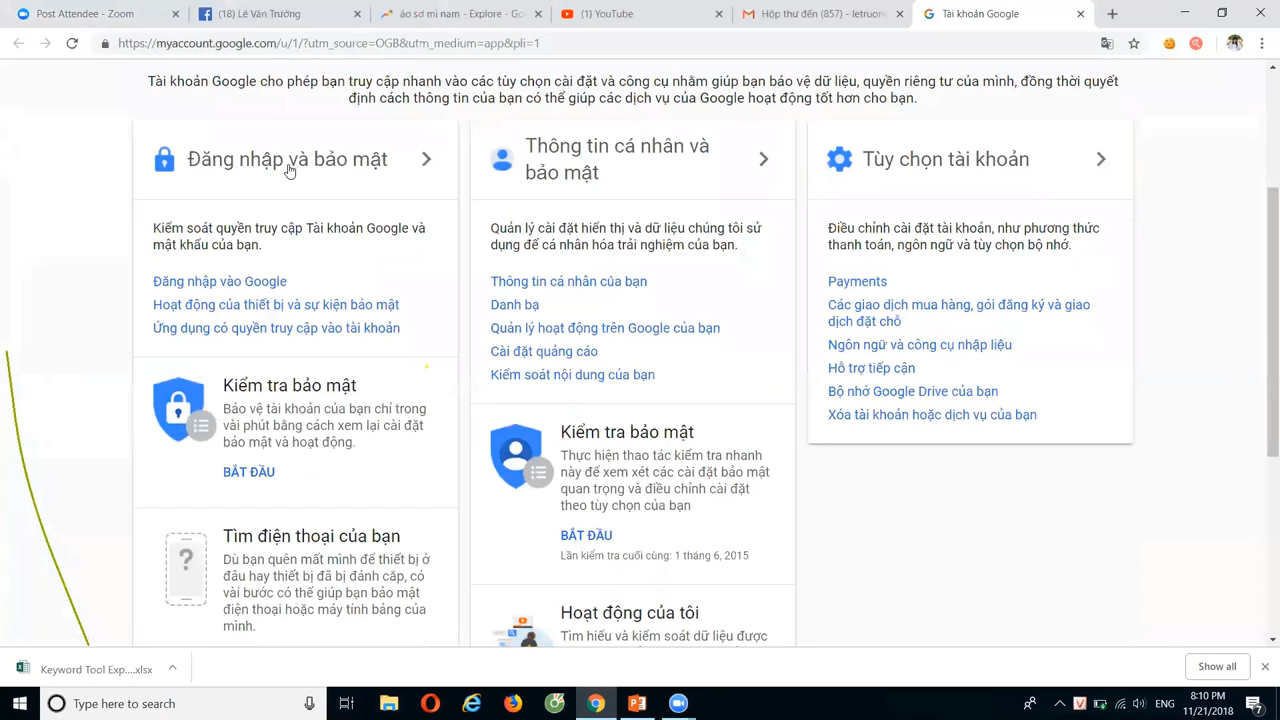 Post Attendee - Zoom
(18) Lê Văn Trường
áo sơ mi nam - Explore - Go
(1) YouTube
Hộp thư đến (857) - letruong
Tài khoản Google
https://myaccount.google.com/u/1/?utm_source=OGB&utm_medium=app&pli=1
Tài khoản Google cho phép bạn truy cập nhanh vào các tùy chọn cài đặt và công cụ nhằm giúp bạn bảo vệ dữ liệu, quyền riêng tư của mình, đồng thời quyết
định cách thông tin của bạn có thể giúp các dịch vụ của Google hoạt động tốt hơn cho bạn.
Đăng nhập và bảo mật
Kiểm soát quyền truy cập Tài khoản Google và
mật khẩu của bạn.
Đăng nhập vào Google
Hoạt động của thiết bị và sự kiện bảo mật
Ứng dụng có quyền truy cập vào tài khoản
Kiểm tra bảo mật
Bảo vệ tài khoản của bạn chỉ trong
vài phút bằng cách xem lại cài đặt
bảo mật và hoạt động.
BẮT ĐẦU
Tìm điện thoại của bạn
Dù bạn quên mất mình để thiết bị ở
đâu hay thiết bị đã bị đánh cắp, có
vài bước có thể giúp bạn bảo mật
điện thoại hoặc máy tính bảng của
mình.
Thông tin cá nhân và
bảo mật
Quản lý cài đặt hiển thị và dữ liệu chúng tôi sử
dụng để cá nhân hóa trải nghiệm của bạn.
Thông tin cá nhân của bạn
Danh bạ
Quản lý hoạt động trên Google của bạn
Cài đặt quảng cáo
Kiểm soát nội dung của bạn
Kiểm tra bảo mật
Thực hiện thao tác kiểm tra nhanh
này để xem xét các cài đặt bảo mật
quan trọng và điều chỉnh cài đặt
theo tùy chọn của bạn
BẮT ĐẦU
Lần kiểm tra cuối cùng: 1 tháng 6, 2015
Hoạt động của tôi
Tìm hiểu và kiểm soát dữ liệu được
Tùy chọn tài khoản
Điều chỉnh cài đặt tài khoản, như phương thức
thanh toán, ngôn ngữ và tùy chọn bộ nhớ.
Payments
Các giao dịch mua hàng, gói đăng ký và giao
dịch đặt chỗ
Ngôn ngữ và công cụ nhập liệu
Hỗ trợ tiếp cận
Bộ nhớ Google Drive của bạn
Xóa tài khoản hoặc dịch vụ của bạn
Keyword Tool Exp....xlsx
Show all
Type here to search
ENG
8:10 PM
11/21/2018
7